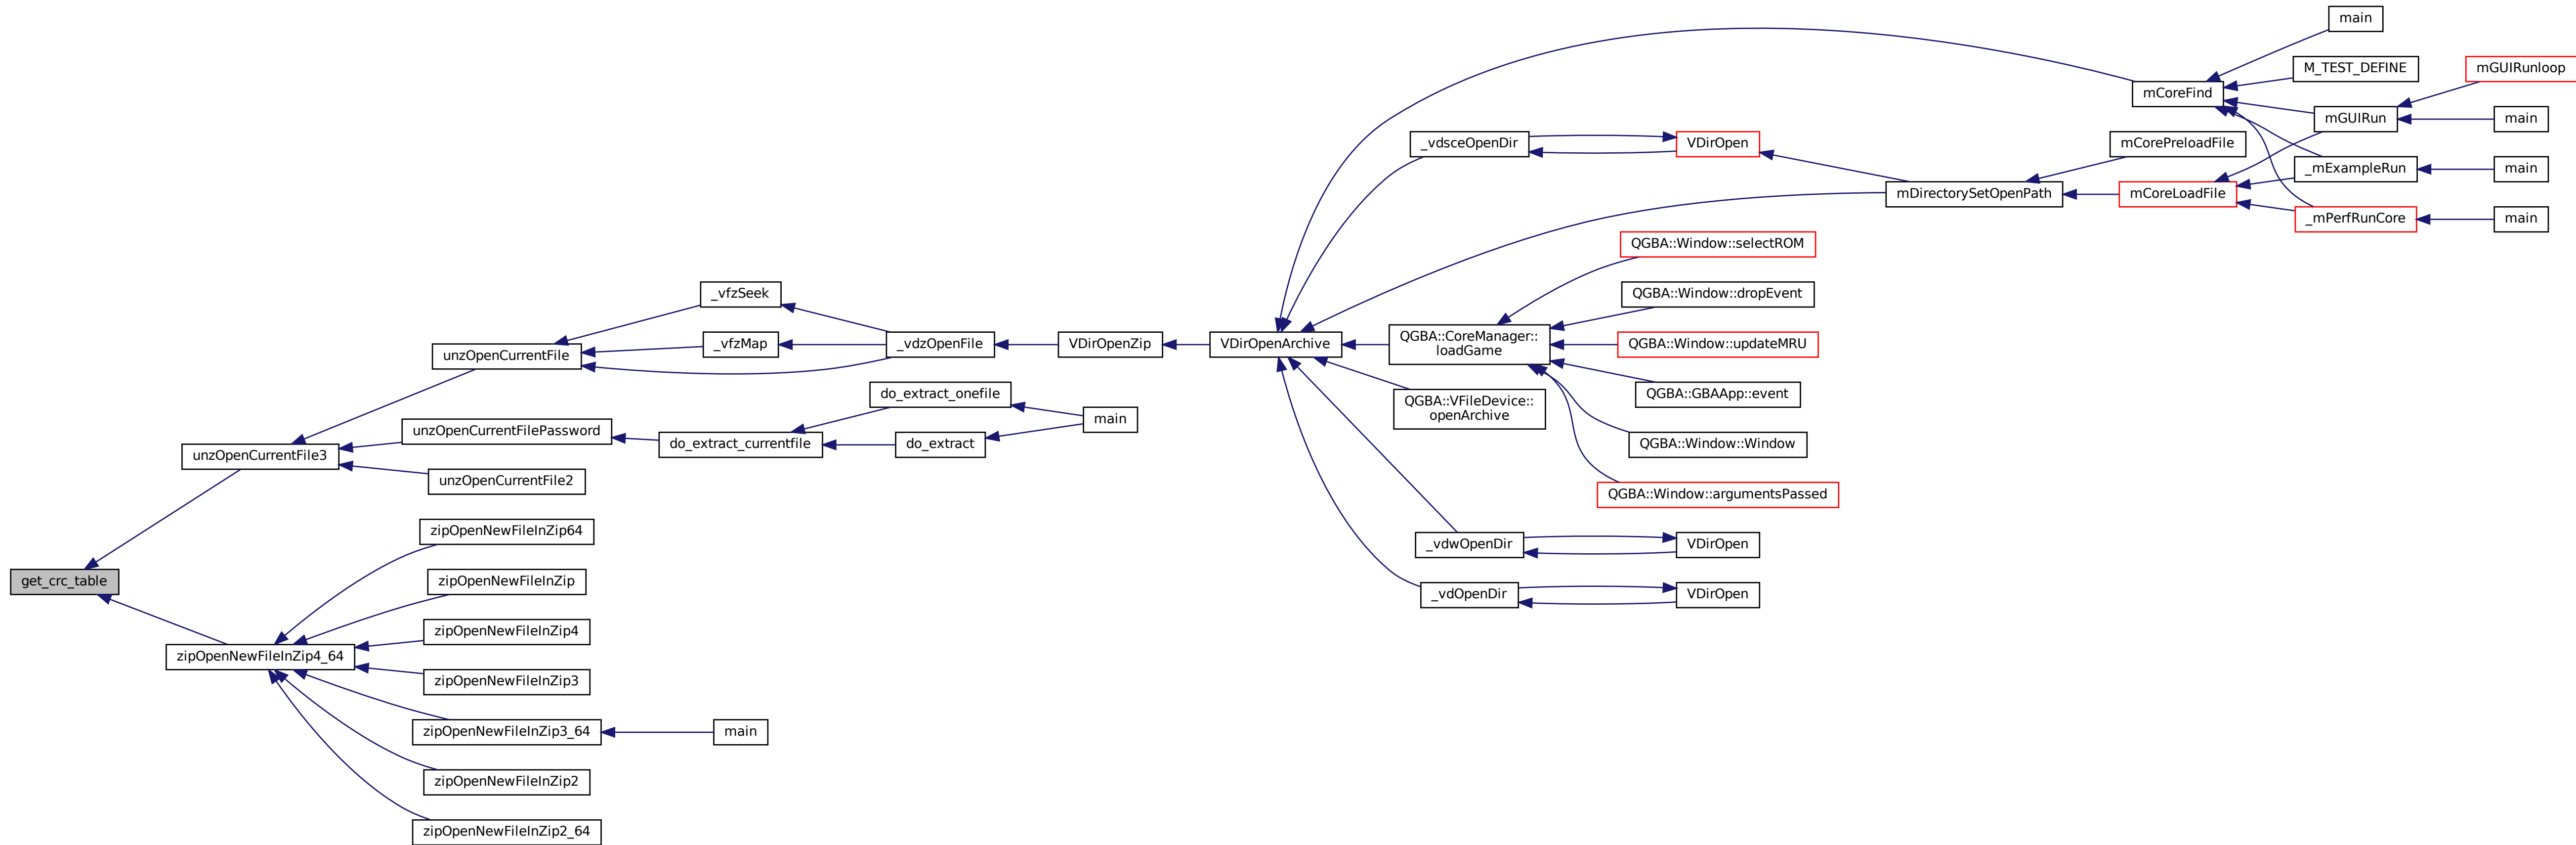 main
M_TEST_DEFINE
mGUIRunloop
mCoreFind
mGUIRun
main
_vdsceOpenDir
VDirOpen
mCorePreloadFile
_mExampleRun
main
mDirectorySetOpenPath
mCoreLoadFile
_mPerfRunCore
main
QGBA::Window::selectROM
_vfzSeek
QGBA::Window::dropEvent
unzOpenCurrentFile
_vfzMap
_vdzOpenFile
VDirOpenZip
VDirOpenArchive
QGBA::CoreManager::
loadGame
QGBA::Window::updateMRU
do_extract_onefile
QGBA::VFileDevice::
openArchive
QGBA::GBAApp::event
main
unzOpenCurrentFile3
unzOpenCurrentFilePassword
do_extract_currentfile
do_extract
QGBA::Window::Window
unzOpenCurrentFile2
QGBA::Window::argumentsPassed
zipOpenNewFileInZip64
_vdwOpenDir
VDirOpen
get_crc_table
zipOpenNewFileInZip
_vdOpenDir
VDirOpen
zipOpenNewFileInZip4
zipOpenNewFileInZip4_64
zipOpenNewFileInZip3
zipOpenNewFileInZip3_64
main
zipOpenNewFileInZip2
zipOpenNewFileInZip2_64